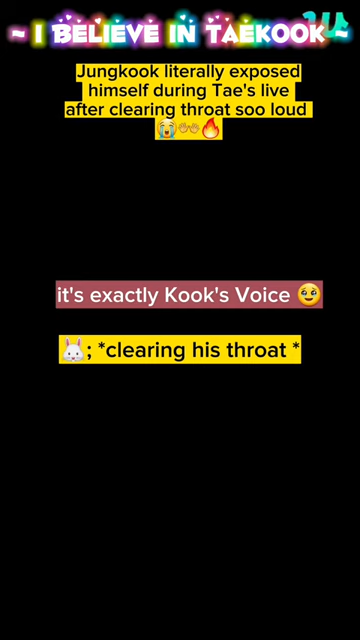 ~ I BELIEVE IN TAEKOOK ~
Jungkook literally exposed
himself during Tae's live
after clearing throat soo loud
😭👐🔥
it's exactly Kook's Voice 🥹
🐰; *clearing his throat *